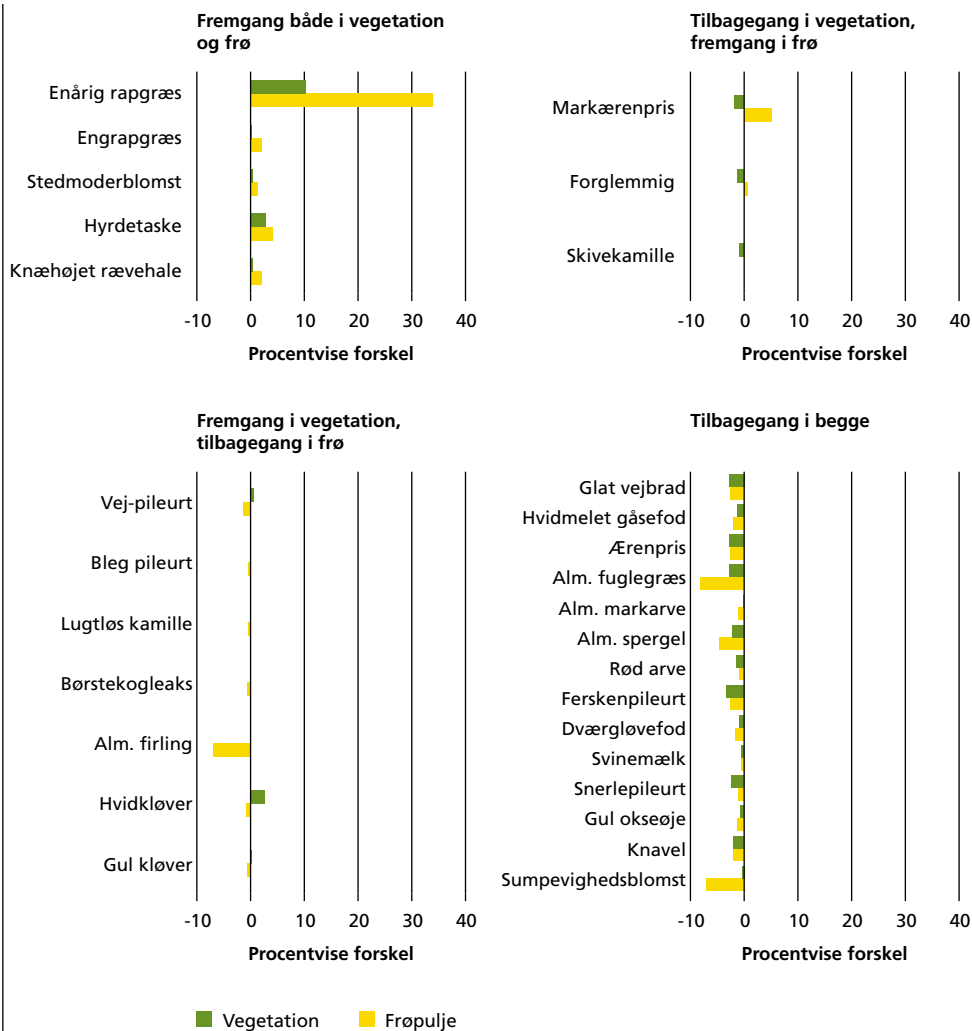 Fremgang både i vegetation
og frø
Enårig rapgræs
Engrapgræs
Stedmoderblomst
Hyrdetaske
Knæhøjet rævehale
-10 0 10 20 30 40
Procentvise forskel
Tilbagegang i vegetation,
fremgang i frø
Markærenpris
Forglemmig
Skivekamille
-10 0 10 20 30 40
Procentvise forskel
Fremgang i vegetation,
tilbagegang i frø
Vej-pileurt
Bleg pileurt
Lugtløs kamille
Børstekogleaks
Alm. firling
Hvidkløver
Gul kløver
-10 0 10 20 30 40
Procentvise forskel
Tilbagegang i begge
Glat vejbrad
Hvidmelet gåsefod
Ærenpris
Alm. fuglegræs
Alm. markarve
Alm. spergel
Rød arve
Ferskenpileurt
Dværgløvefod
Svinemælk
Snerlepileurt
Gul okseøje
Knavel
Sumpevighedsblomst
-10 0 10 20 30 40
Procentvise forskel
Vegetation Frøpulje